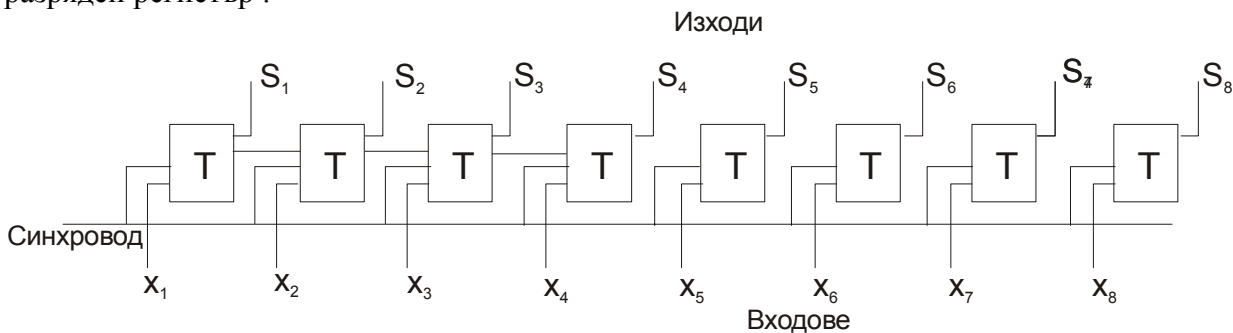 разряден регистър .
Изходи
S₁ S₂ S₃ S₄ S₅ S₆ S₇ S₈
T T T T T T T T
Синхровод
x₁ x₂ x₃ x₄ x₅ x₆ x₇ x₈
Входове